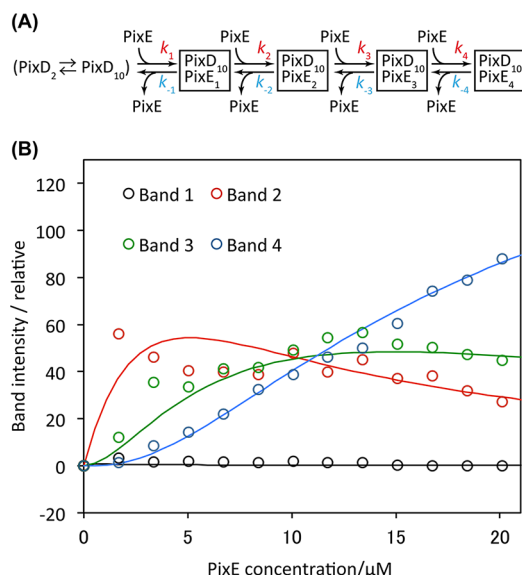 (A)
PixE PixE PixE PixE
k1 k2 k3 k4
(PixD2 ⇄ PixD10) PixD10 PixE1 PixD10 PixE2 PixD10 PixE3 PixD10 PixE4
k-1 k-2 k-3 k-4
PixE PixE PixE PixE
(B)
120
100
80
60
40
20
0
-20
Band 1 Band 2
Band 3 Band 4
Band intensity / relative
0 5 10 15 20
PixE concentration/μM